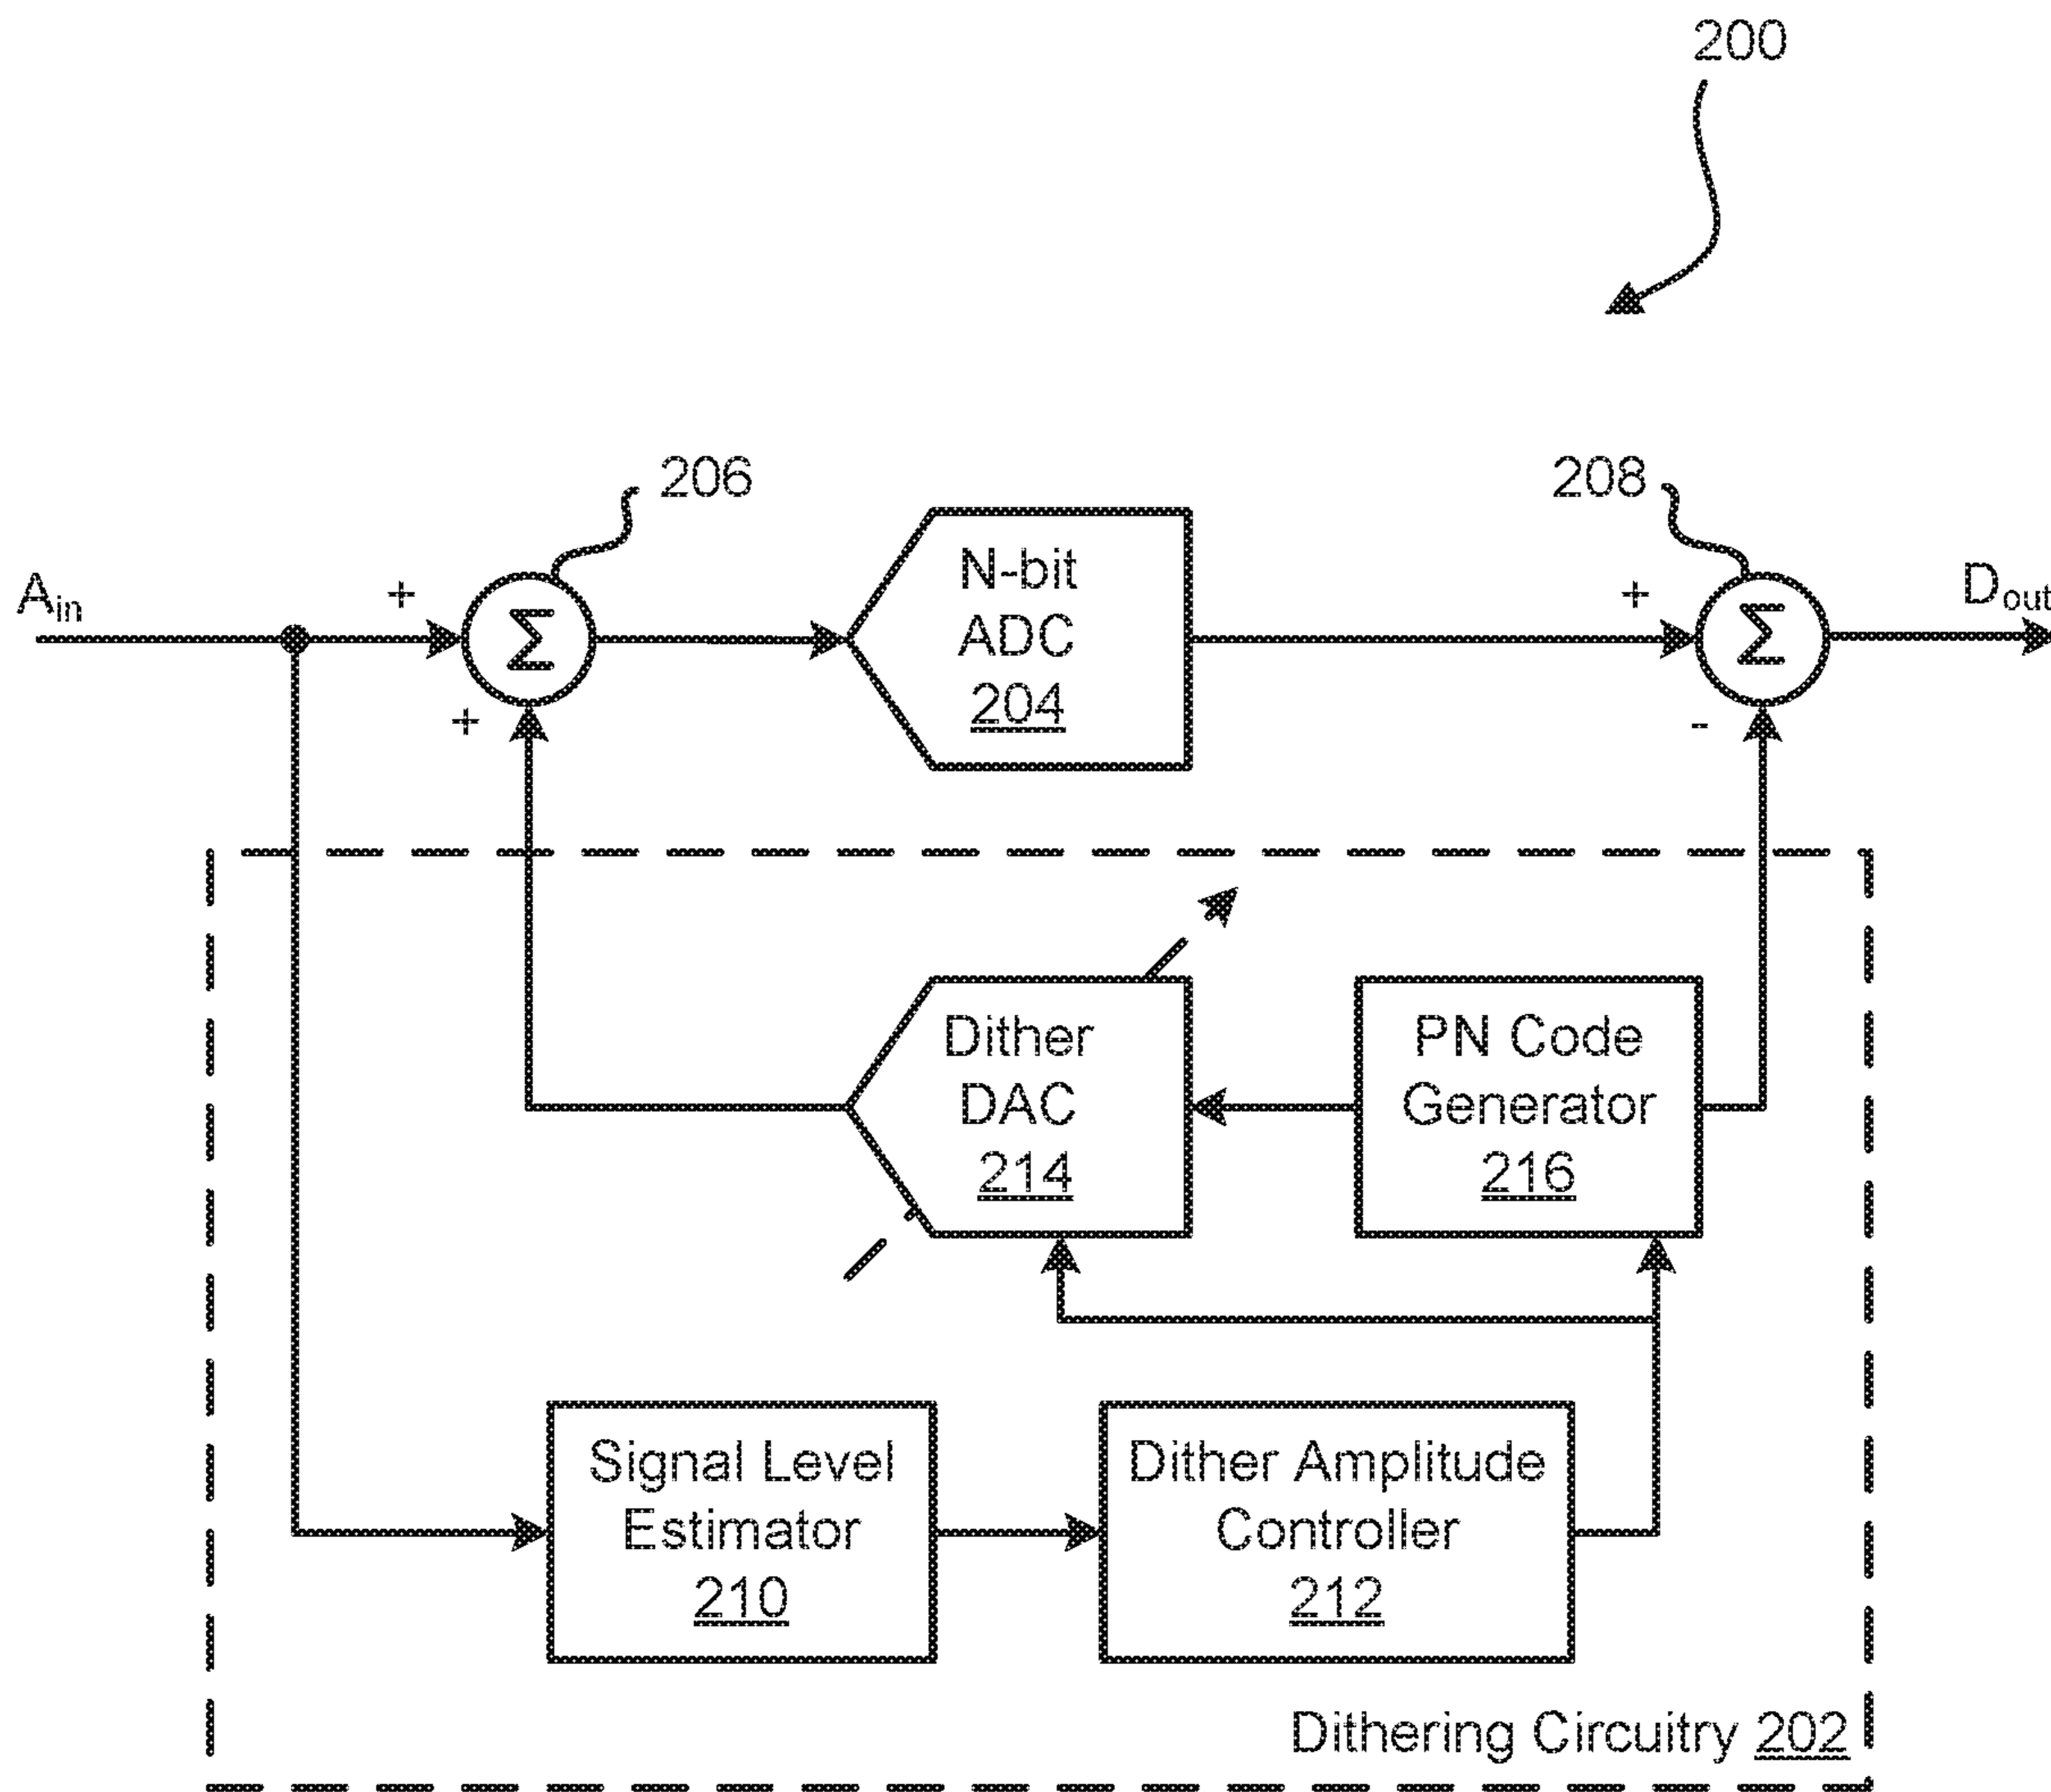 200
206
208
A_in
+
+
Σ
N-bit
ADC
204
+
-
Σ
D_out
Dither
DAC
214
PN Code
Generator
216
Signal Level
Estimator
210
Dither Amplitude
Controller
212
Dithering Circuitry 202